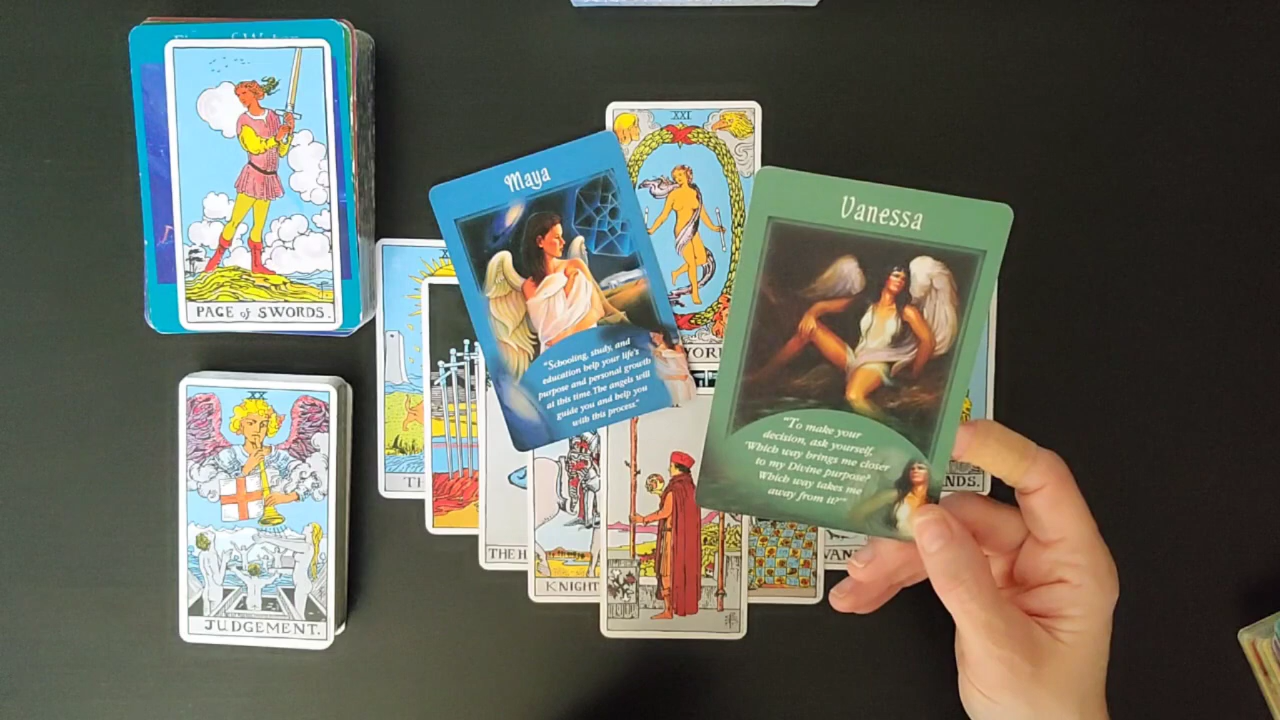 PAGE of SWORDS.
XX
JUDGEMENT.
XXI
Maya
"Schooling, study, and
education help your life's
purpose and personal growth
at this time. The angels will
guide you and help you
with this process."
Vanessa
"To make your
decision, ask yourself,
'Which way brings me closer
to my Divine purpose?
Which way takes me
away from it?'"
KNIGHT